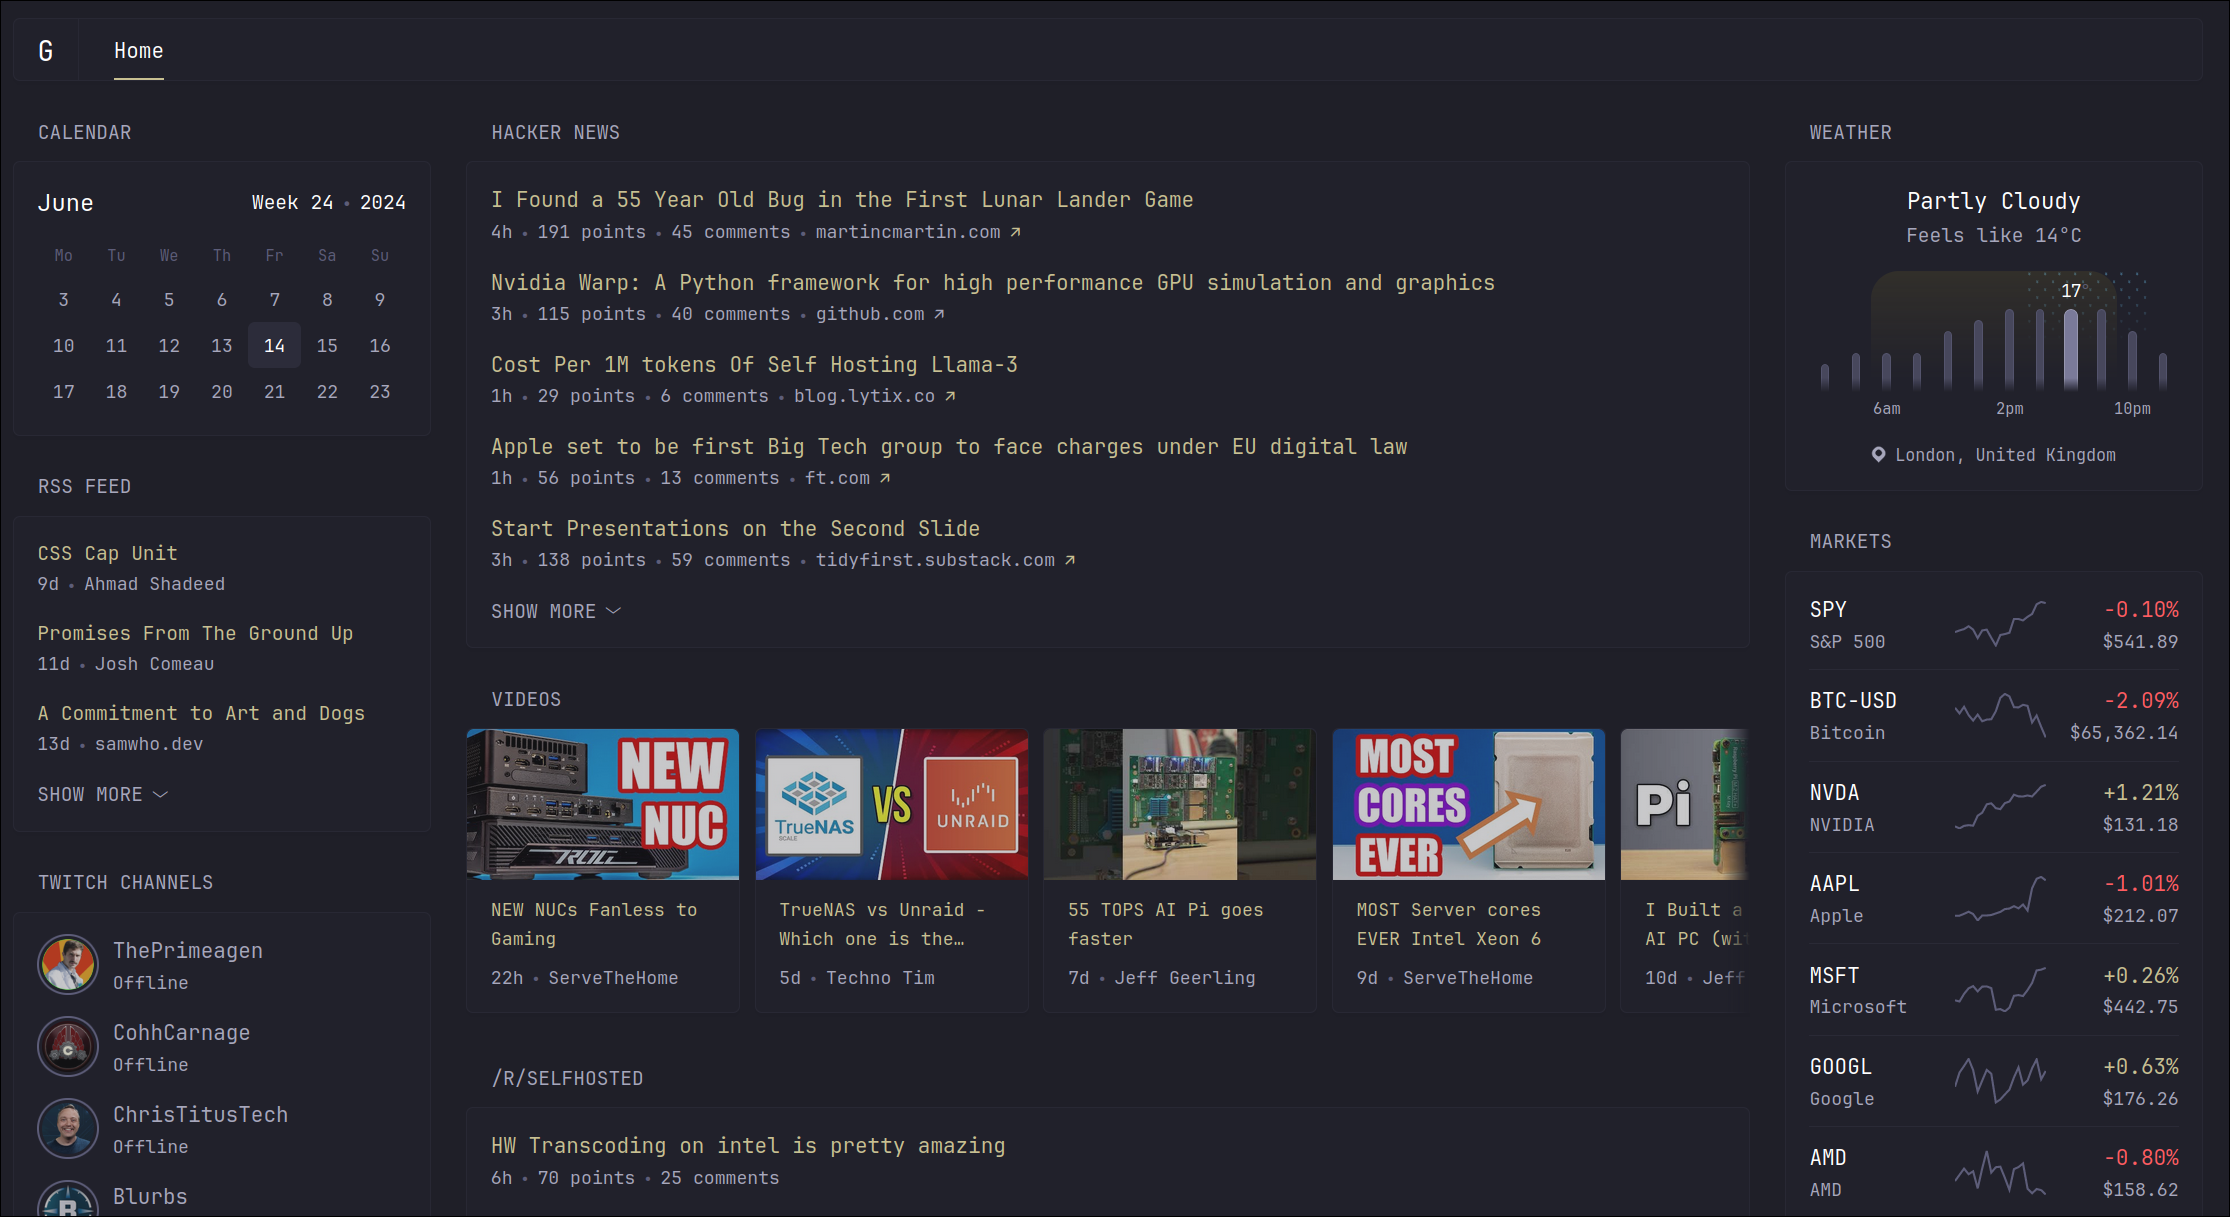 G
Home
CALENDAR
June
Week 24 • 2024
Mo Tu We Th Fr Sa Su
3 4 5 6 7 8 9
10 11 12 13 14 15 16
17 18 19 20 21 22 23
RSS FEED
CSS Cap Unit
9d • Ahmad Shadeed
Promises From The Ground Up
11d • Josh Comeau
A Commitment to Art and Dogs
13d • samwho.dev
SHOW MORE
TWITCH CHANNELS
ThePrimeagen
Offline
CohhCarnage
Offline
ChrisTitusTech
Offline
Blurbs
HACKER NEWS
I Found a 55 Year Old Bug in the First Lunar Lander Game
4h • 191 points • 45 comments • martincmartin.com ↗
Nvidia Warp: A Python framework for high performance GPU simulation and graphics
3h • 115 points • 40 comments • github.com ↗
Cost Per 1M tokens Of Self Hosting Llama-3
1h • 29 points • 6 comments • blog.lytix.co ↗
Apple set to be first Big Tech group to face charges under EU digital law
1h • 56 points • 13 comments • ft.com ↗
Start Presentations on the Second Slide
3h • 138 points • 59 comments • tidyfirst.substack.com ↗
SHOW MORE
VIDEOS
NEW
NUC
ROG
NEW NUCs Fanless to
Gaming
22h • ServeTheHome
TrueNAS
SCALE
VS
UNRAID
TrueNAS vs Unraid -
Which one is the…
5d • Techno Tim
55 TOPS AI Pi goes
faster
7d • Jeff Geerling
MOST
CORES
EVER
MOST Server cores
EVER Intel Xeon 6
9d • ServeTheHome
Pi
I Built a
AI PC (wit
10d • Jeff
/R/SELFHOSTED
HW Transcoding on intel is pretty amazing
6h • 70 points • 25 comments
WEATHER
Partly Cloudy
Feels like 14°C
17°
6am 2pm 10pm
London, United Kingdom
MARKETS
SPY
S&P 500
-0.10%
$541.89
BTC-USD
Bitcoin
-2.09%
$65,362.14
NVDA
NVIDIA
+1.21%
$131.18
AAPL
Apple
-1.01%
$212.07
MSFT
Microsoft
+0.26%
$442.75
GOOGL
Google
+0.63%
$176.26
AMD
AMD
-0.80%
$158.62